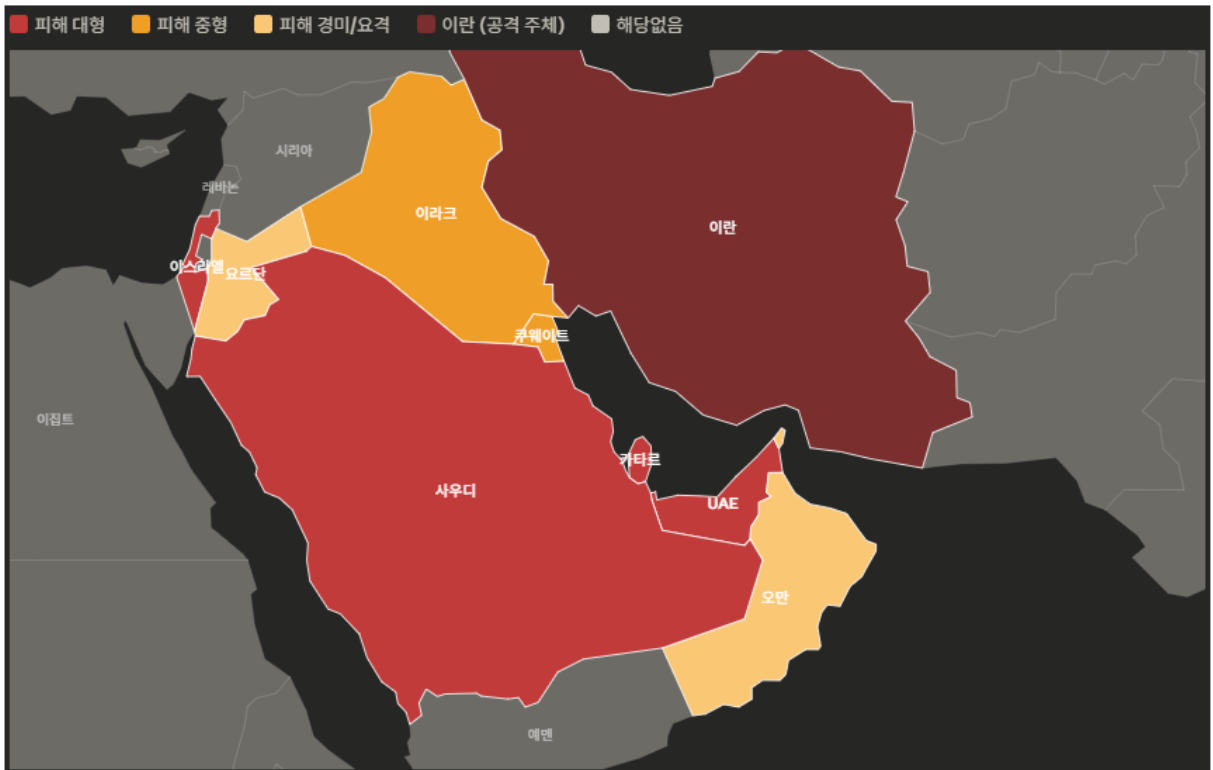 피해 대형 피해 중형 피해 경미/요격 이란 (공격 주체) 해당없음
시리아
레바논
이라크
이란
이스라엘
요르단
쿠웨이트
이집트
카타르
사우디
UAE
오만
예멘